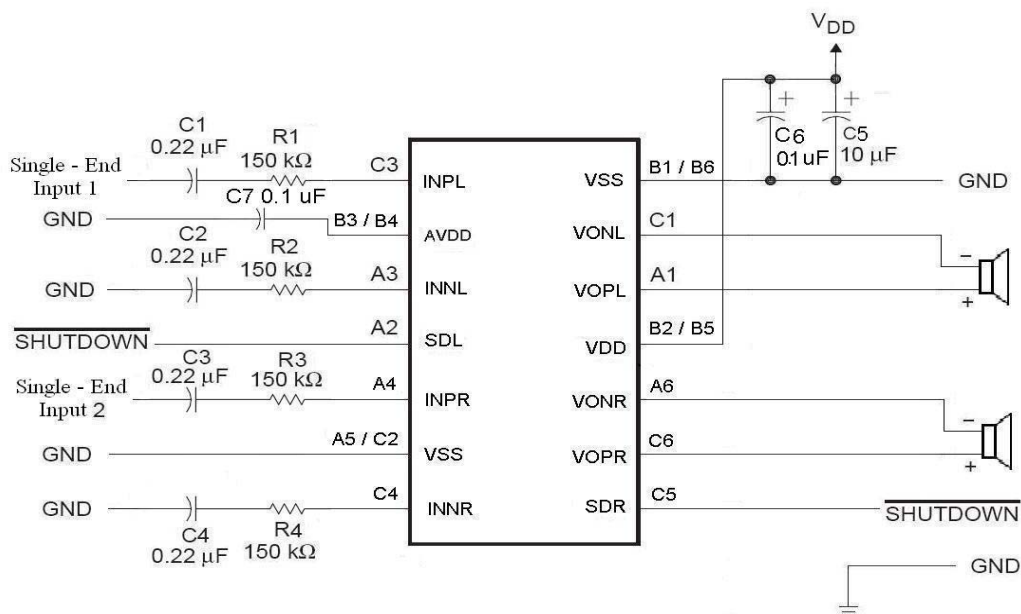 VDD
C6
0.1 uF
C5
10 μF
+
+
C1
0.22 μF
R1
150 kΩ
Single - End
Input 1
C3
INPL
VSS
B1 / B6
GND
C7 0.1 uF
GND
B3 / B4
AVDD
VONL
C1
C2
0.22 μF
R2
150 kΩ
GND
A3
INNL
VOPL
A1
−
+
SHUTDOWN
A2
SDL
VDD
B2 / B5
C3
0.22 μF
R3
150 kΩ
Single - End
Input 2
A4
INPR
VONR
A6
GND
A5 / C2
VSS
VOPR
C6
−
+
GND
C4
0.22 μF
R4
150 kΩ
C4
INNR
SDR
C5
SHUTDOWN
GND